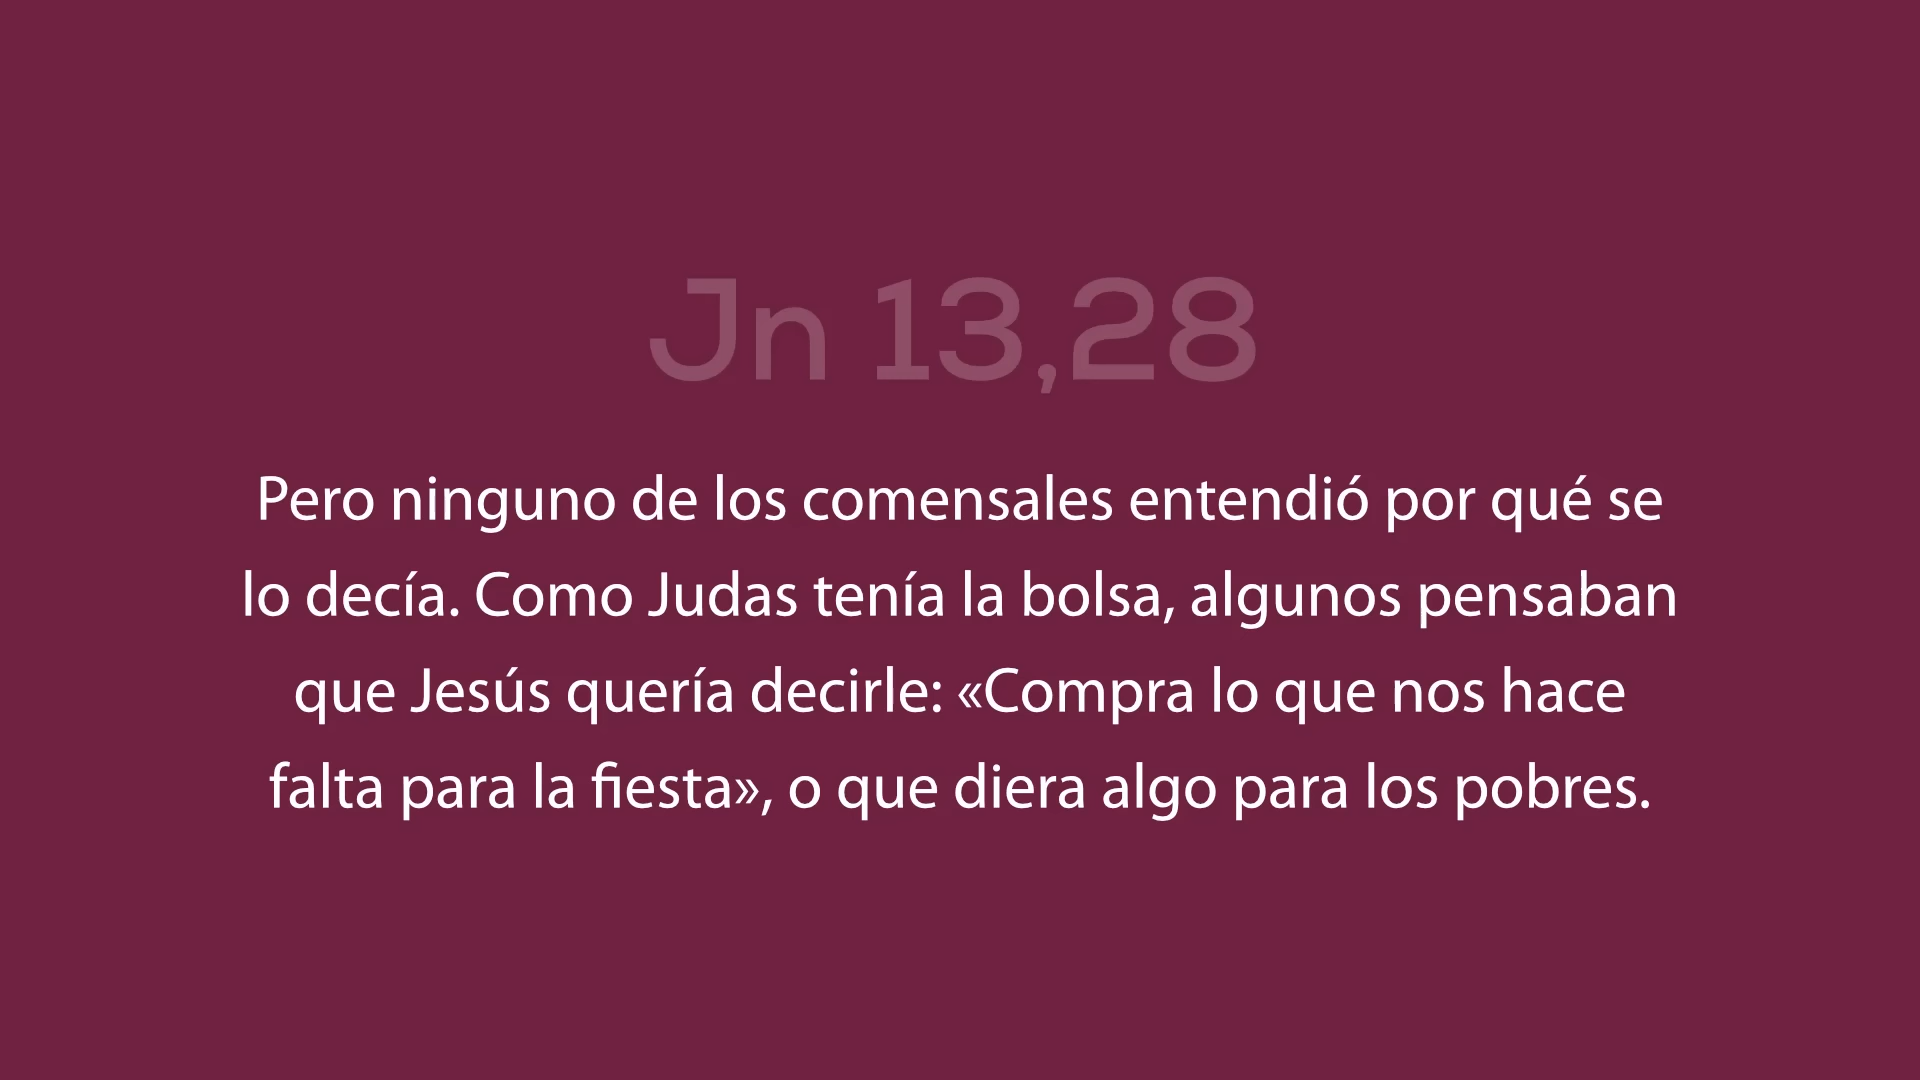 Jn 13,28
Pero ninguno de los comensales entendió por qué se
lo decía. Como Judas tenía la bolsa, algunos pensaban
que Jesús quería decirle: «Compra lo que nos hace
falta para la fiesta», o que diera algo para los pobres.